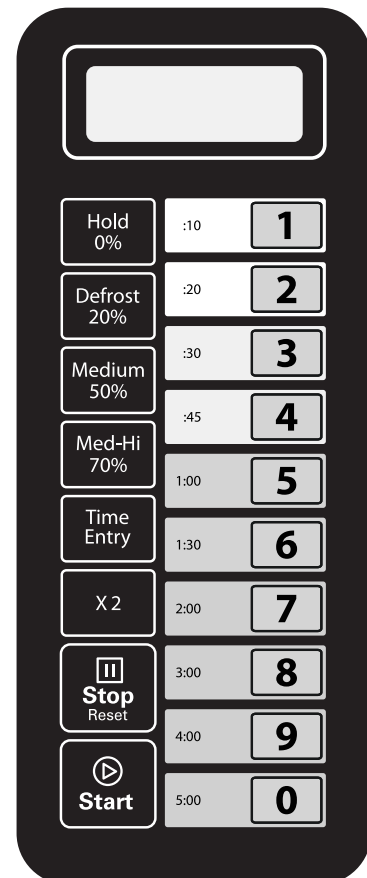 Hold
0%
Defrost
20%
Medium
50%
Med-Hi
70%
Time
Entry
X 2
Stop
Reset
Start
:10 1
:20 2
:30 3
:45 4
1:00 5
1:30 6
2:00 7
3:00 8
4:00 9
5:00 0